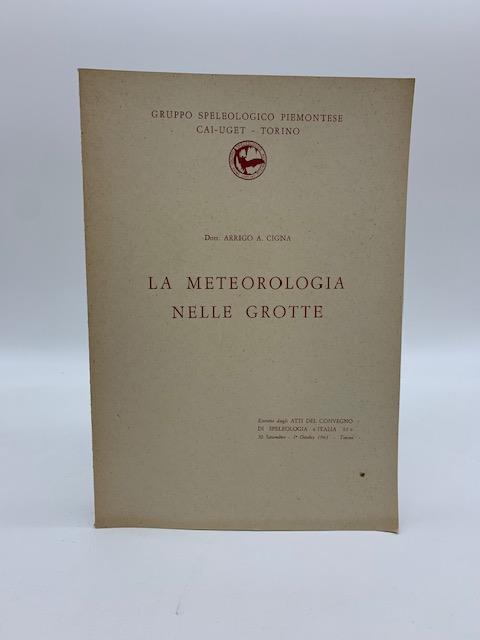 GRUPPO SPELEOLOGICO PIEMONTESE
CAI-UGET - TORINO
Dott. ARRIGO A. CIGNA
LA METEOROLOGIA
NELLE GROTTE
Estratto dagli ATTI DEL CONVEGNO
DI SPELEOLOGIA « ITALIA 61 »
30 Settembre - 1º Ottobre 1961 - Torino